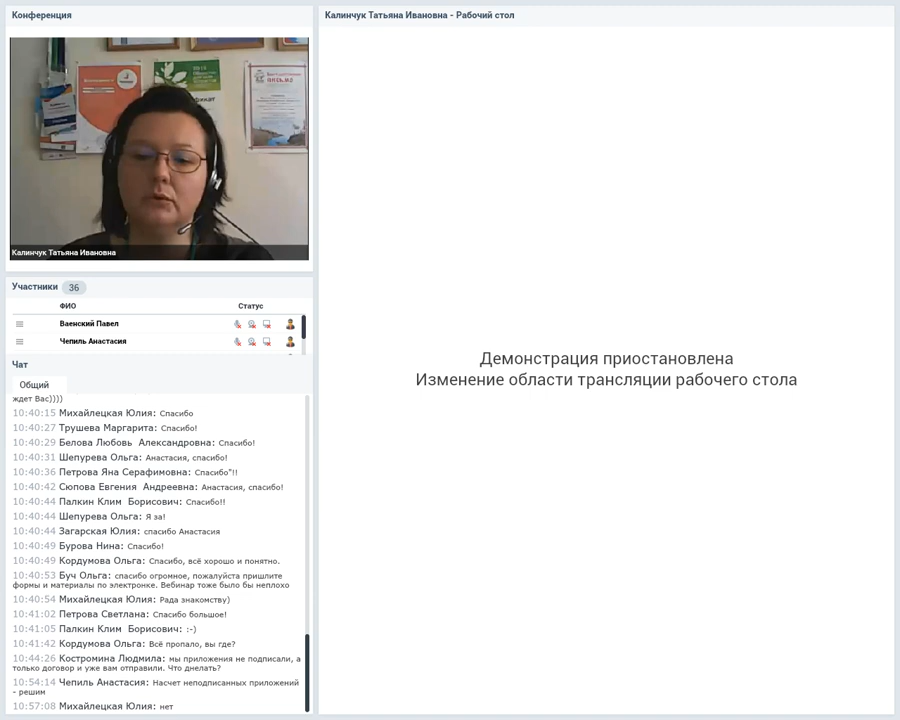 Конференция
Калинчук Татьяна Ивановна
Участники 36
ФИО Статус
Ваенский Павел
Чепиль Анастасия
Чат
Общий
ждет Вас))))
10:40:15 Михайлецкая Юлия: Спасибо
10:40:27 Трушева Маргарита: Спасибо!
10:40:29 Белова Любовь Александровна: Спасибо!
10:40:31 Шепурева Ольга: Анастасия, спасибо!
10:40:36 Петрова Яна Серафимовна: Спасибо"!!
10:40:42 Сюпова Евгения Андреевна: Анастасия, спасибо!
10:40:44 Палкин Клим Борисович: Спасибо!!
10:40:44 Шепурева Ольга: Я за!
10:40:44 Загарская Юлия: спасибо Анастасия
10:40:49 Бурова Нина: Спасибо!
10:40:49 Кордумова Ольга: Спасибо, всё хорошо и понятно.
10:40:53 Буч Ольга: спасибо огромное, пожалуйста пришлите
формы и материалы по электронке. Вебинар тоже было бы неплохо
10:40:54 Михайлецкая Юлия: Рада знакомству)
10:41:02 Петрова Светлана: Спасибо большое!
10:41:05 Палкин Клим Борисович: :-)
10:41:42 Кордумова Ольга: Всё пропало, вы где?
10:44:26 Костромина Людмила: мы приложения не подписали, а
только договор и уже вам отправили. Что днелать?
10:54:14 Чепиль Анастасия: Насчет неподписанных приложений
- решим
10:57:08 Михайлецкая Юлия: нет
Калинчук Татьяна Ивановна - Рабочий стол
Демонстрация приостановлена
Изменение области трансляции рабочего стола